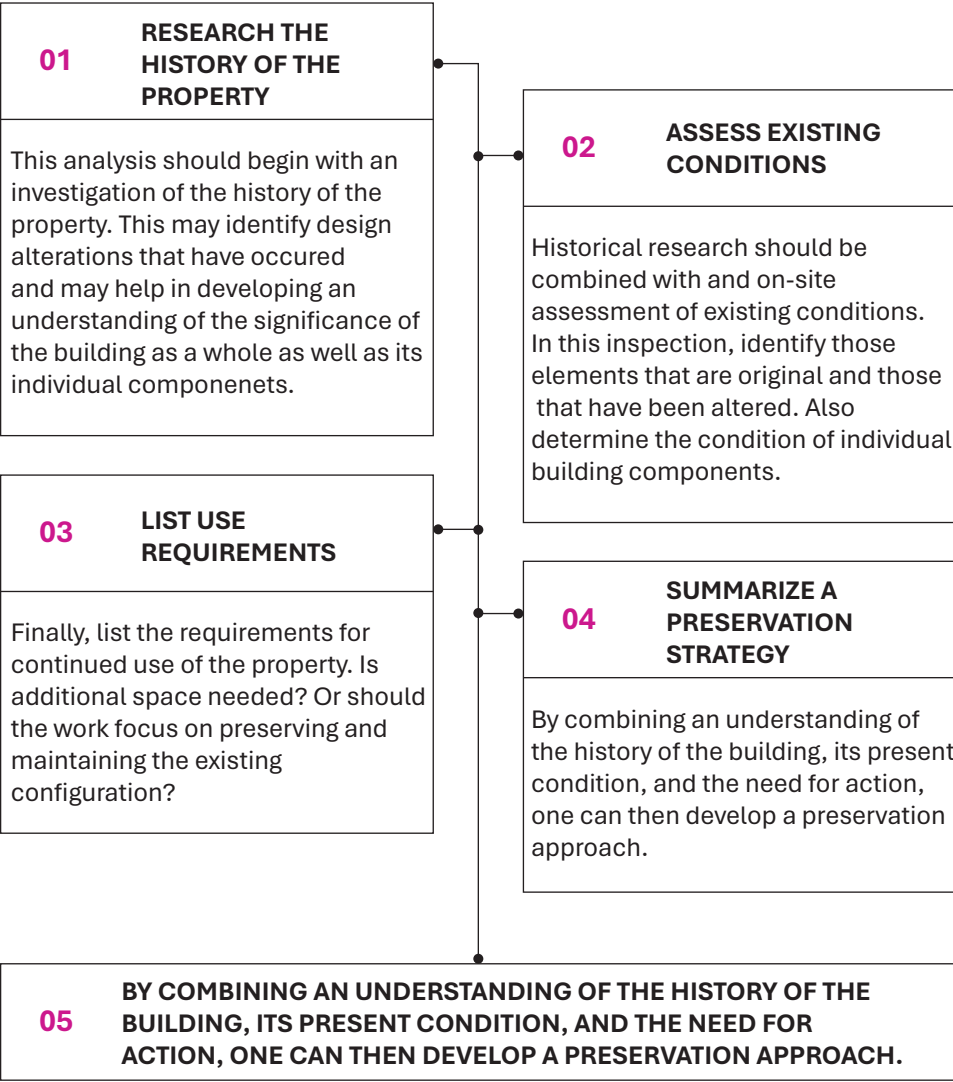 01
RESEARCH THE
HISTORY OF THE
PROPERTY
This analysis should begin with an
investigation of the history of the
property. This may identify design
alterations that have occured
and may help in developing an
understanding of the significance of
the building as a whole as well as its
individual componenets.
02
ASSESS EXISTING
CONDITIONS
Historical research should be
combined with and on-site
assessment of existing conditions.
In this inspection, identify those
elements that are original and those
that have been altered. Also
determine the condition of individual
building components.
03
LIST USE
REQUIREMENTS
Finally, list the requirements for
continued use of the property. Is
additional space needed? Or should
the work focus on preserving and
maintaining the existing
configuration?
04
SUMMARIZE A
PRESERVATION
STRATEGY
By combining an understanding of
the history of the building, its present
condition, and the need for action,
one can then develop a preservation
approach.
05
BY COMBINING AN UNDERSTANDING OF THE HISTORY OF THE
BUILDING, ITS PRESENT CONDITION, AND THE NEED FOR
ACTION, ONE CAN THEN DEVELOP A PRESERVATION APPROACH.